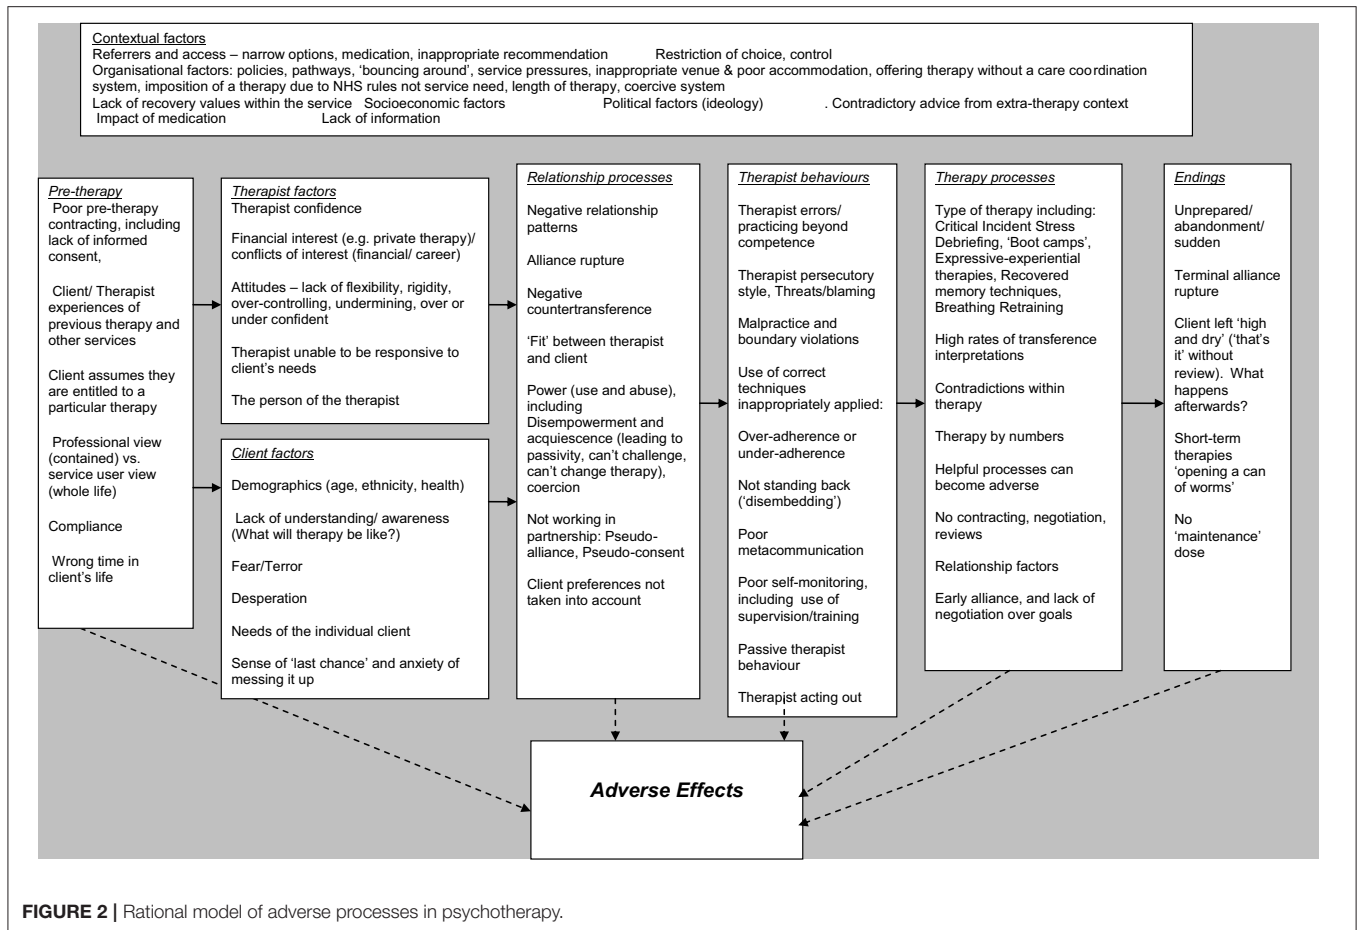 Contextual factors
Referrers and access – narrow options, medication, inappropriate recommendation Restriction of choice, control
Organisational factors: policies, pathways, ‘bouncing around’, service pressures, inappropriate venue & poor accommodation, offering therapy without a care coordination
system, imposition of a therapy due to NHS rules not service need, length of therapy, coercive system
Lack of recovery values within the service Socioeconomic factors Political factors (ideology) . Contradictory advice from extra-therapy context
Impact of medication Lack of information
Pre-therapy
Poor pre-therapy
contracting, including
lack of informed
consent,
Client/ Therapist
experiences of
previous therapy and
other services
Client assumes they
are entitled to a
particular therapy
Professional view
(contained) vs.
service user view
(whole life)
Compliance
Wrong time in
client’s life
Therapist factors
Therapist confidence
Financial interest (e.g. private therapy)/
conflicts of interest (financial/ career)
Attitudes – lack of flexibility, rigidity,
over-controlling, undermining, over or
under confident
Therapist unable to be responsive to
client’s needs
The person of the therapist
Client factors
Demographics (age, ethnicity, health)
Lack of understanding/ awareness
(What will therapy be like?)
Fear/Terror
Desperation
Needs of the individual client
Sense of ‘last chance’ and anxiety of
messing it up
Relationship processes
Negative relationship
patterns
Alliance rupture
Negative
countertransference
‘Fit’ between therapist
and client
Power (use and abuse),
including
Disempowerment and
acquiescence (leading to
passivity, can’t challenge,
can’t change therapy),
coercion
Not working in
partnership: Pseudo-
alliance, Pseudo-consent
Client preferences not
taken into account
Therapist behaviours
Therapist errors/
practicing beyond
competence
Therapist persecutory
style, Threats/blaming
Malpractice and
boundary violations
Use of correct
techniques
inappropriately applied:
Over-adherence or
under-adherence
Not standing back
(‘disembedding’)
Poor
metacommunication
Poor self-monitoring,
including use of
supervision/training
Passive therapist
behaviour
Therapist acting out
Therapy processes
Type of therapy including:
Critical Incident Stress
Debriefing, ‘Boot camps’,
Expressive-experiential
therapies, Recovered
memory techniques,
Breathing Retraining
High rates of transference
interpretations
Contradictions within
therapy
Therapy by numbers
Helpful processes can
become adverse
No contracting, negotiation,
reviews
Relationship factors
Early alliance, and lack of
negotiation over goals
Endings
Unprepared/
abandonment/
sudden
Terminal alliance
rupture
Client left ‘high
and dry’ (‘that’s
it’ without
review). What
happens
afterwards?
Short-term
therapies
‘opening a can
of worms’
No
‘maintenance’
dose
Adverse Effects
FIGURE 2 | Rational model of adverse processes in psychotherapy.